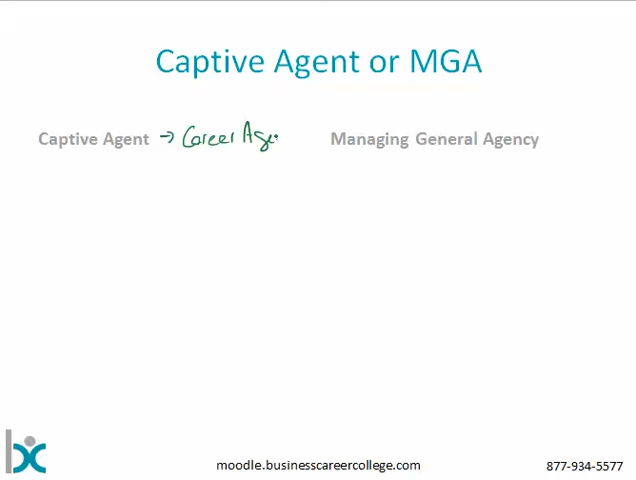 Captive Agent or MGA
Captive Agent → Career Age
Managing General Agency
moodle.businesscareercollege.com
877-934-5577